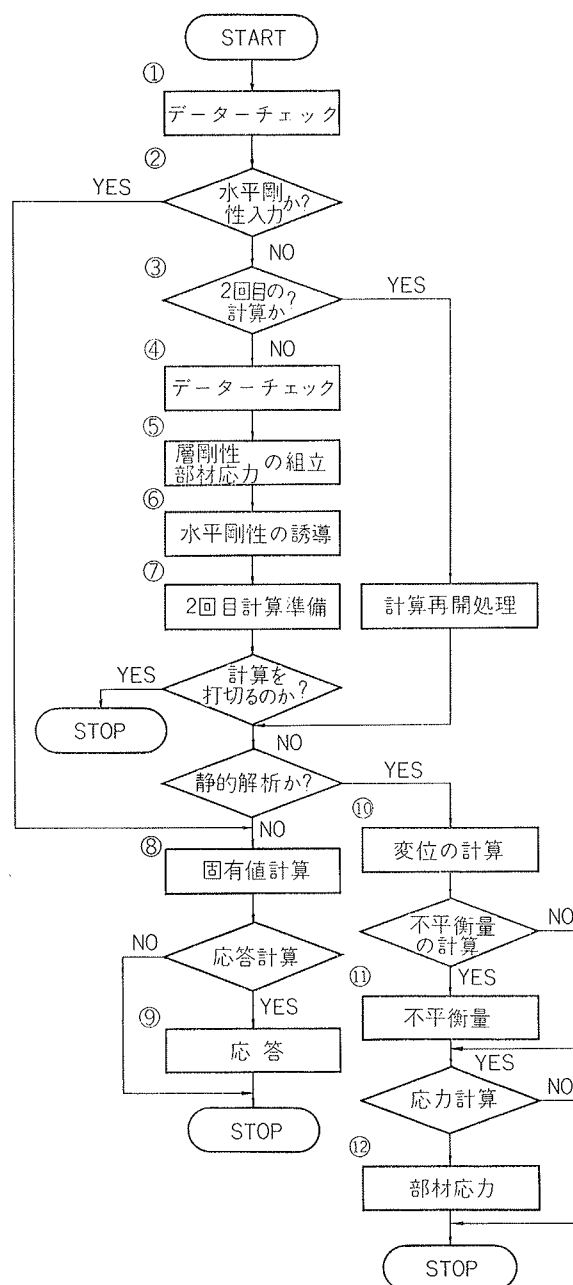 START
①
データーチェック
②
YES
水平剛
性入力か?
NO
③
2回目の
計算か?
YES
NO
④
データーチェック
⑤
層剛性
部材応力の組立
⑥
水平剛性の誘導
⑦
2回目計算準備
計算再開処理
YES
計算を
打切るのか?
STOP
NO
静的解析か?
YES
NO
⑧
固有値計算
⑩
変位の計算
NO
応答計算
YES
不平衡量
の計算
NO
YES
⑨
応答
⑪
不平衡量
YES
応力計算
NO
STOP
⑫
部材応力
STOP